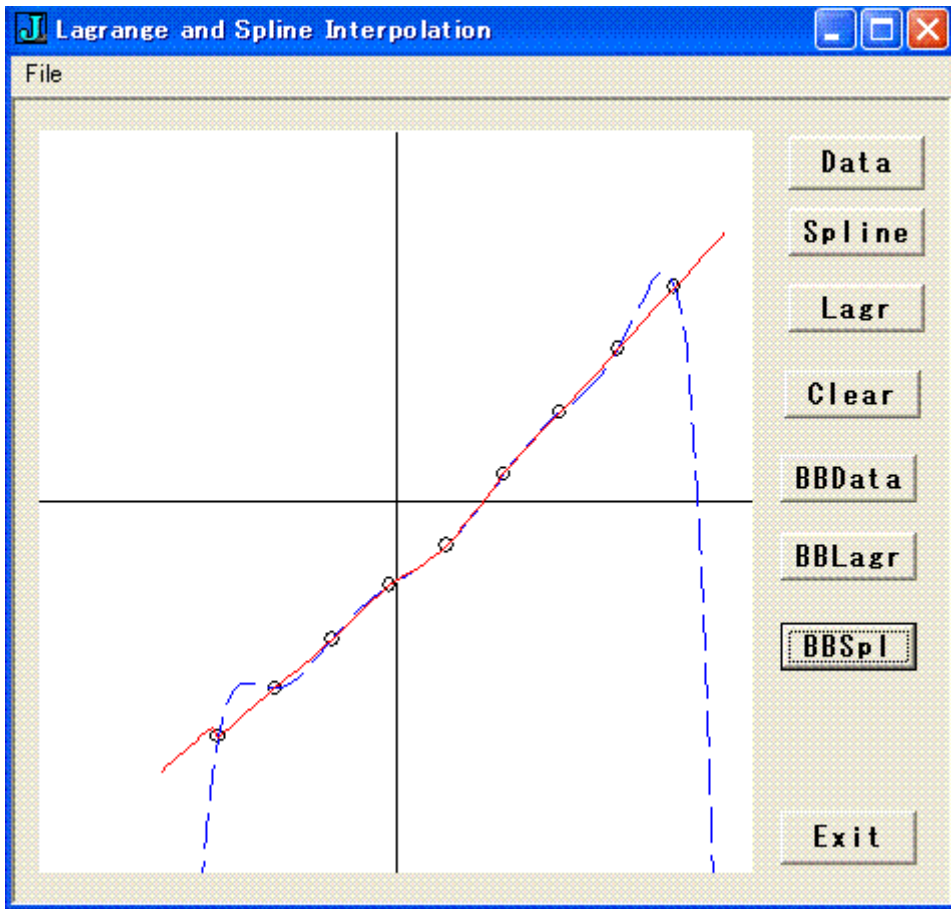 Lagrange and Spline Interpolation
File
Data
Spline
Lagr
Clear
BBData
BBLagr
BBSpl
Exit